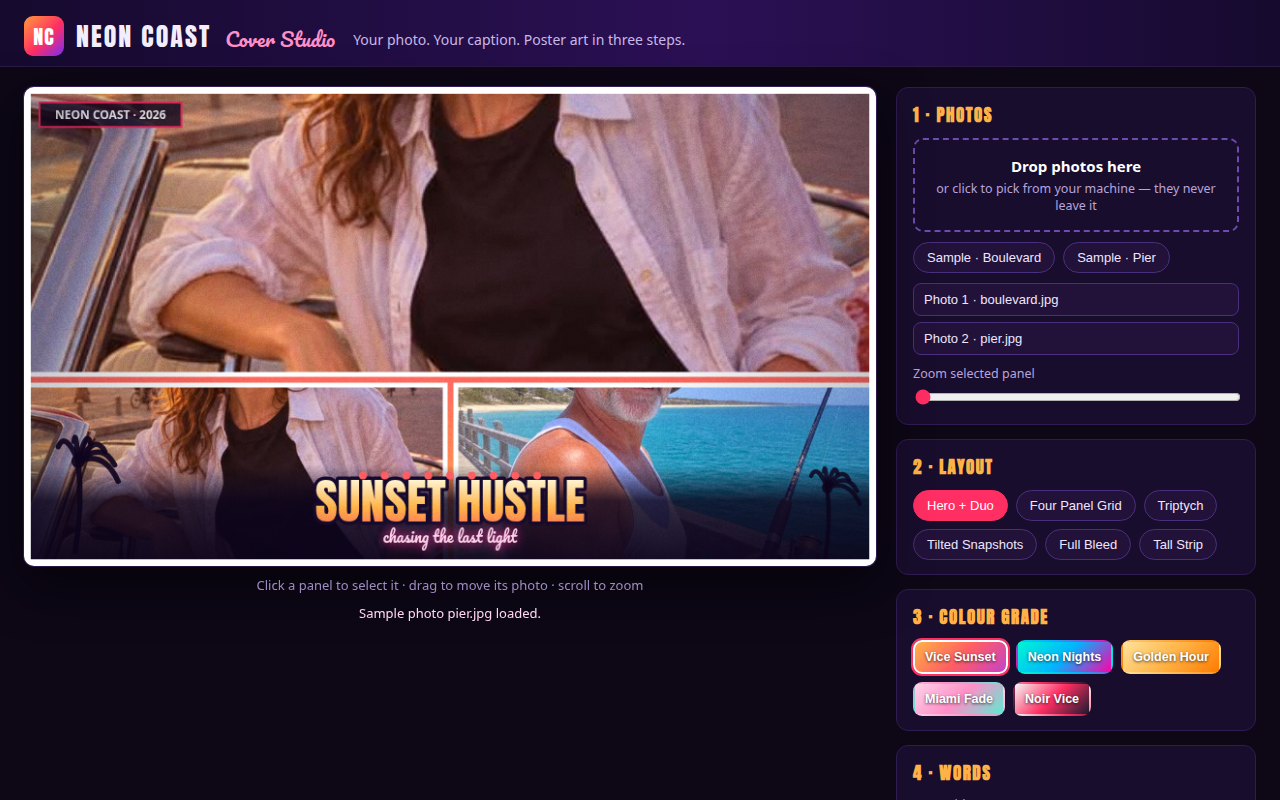 NC NEON COAST Cover Studio Your photo. Your caption. Poster art in three steps.
NEON COAST · 2026
SUNSET HUSTLE
chasing the last light
Click a panel to select it · drag to move its photo · scroll to zoom
Sample photo pier.jpg loaded.
1 · PHOTOS
Drop photos here
or click to pick from your machine — they never
leave it
Sample · Boulevard Sample · Pier
Photo 1 · boulevard.jpg
Photo 2 · pier.jpg
Zoom selected panel
2 · LAYOUT
Hero + Duo Four Panel Grid Triptych
Tilted Snapshots Full Bleed Tall Strip
3 · COLOUR GRADE
Vice Sunset Neon Nights Golden Hour
Miami Fade Noir Vice
4 · WORDS